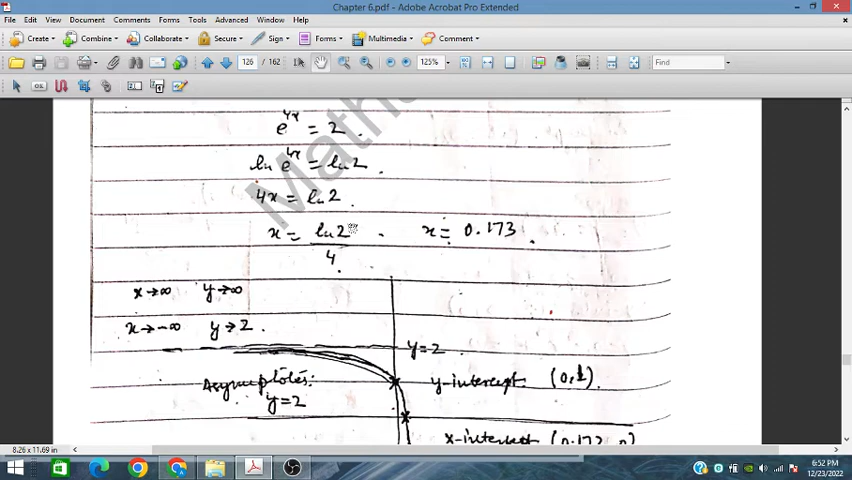 Chapter 6.pdf - Adobe Acrobat Pro Extended
File Edit View Document Comments Forms Tools Advanced Window Help
Create Combine Collaborate Secure Sign Forms Multimedia Comment
126 / 162 125% Find
e^4x = 2 .
ln e^4x = ln 2 .
4x = ln 2 .
x = ln 2 / 4 . x = 0.173 .
x→∞ y→∞
x→-∞ y→2 .
y=2
Asymptotes: y-intercept (0,1).
y=2
x-intercept (0.173, 0)
8.26 x 11.69 in
6:52 PM
12/23/2022